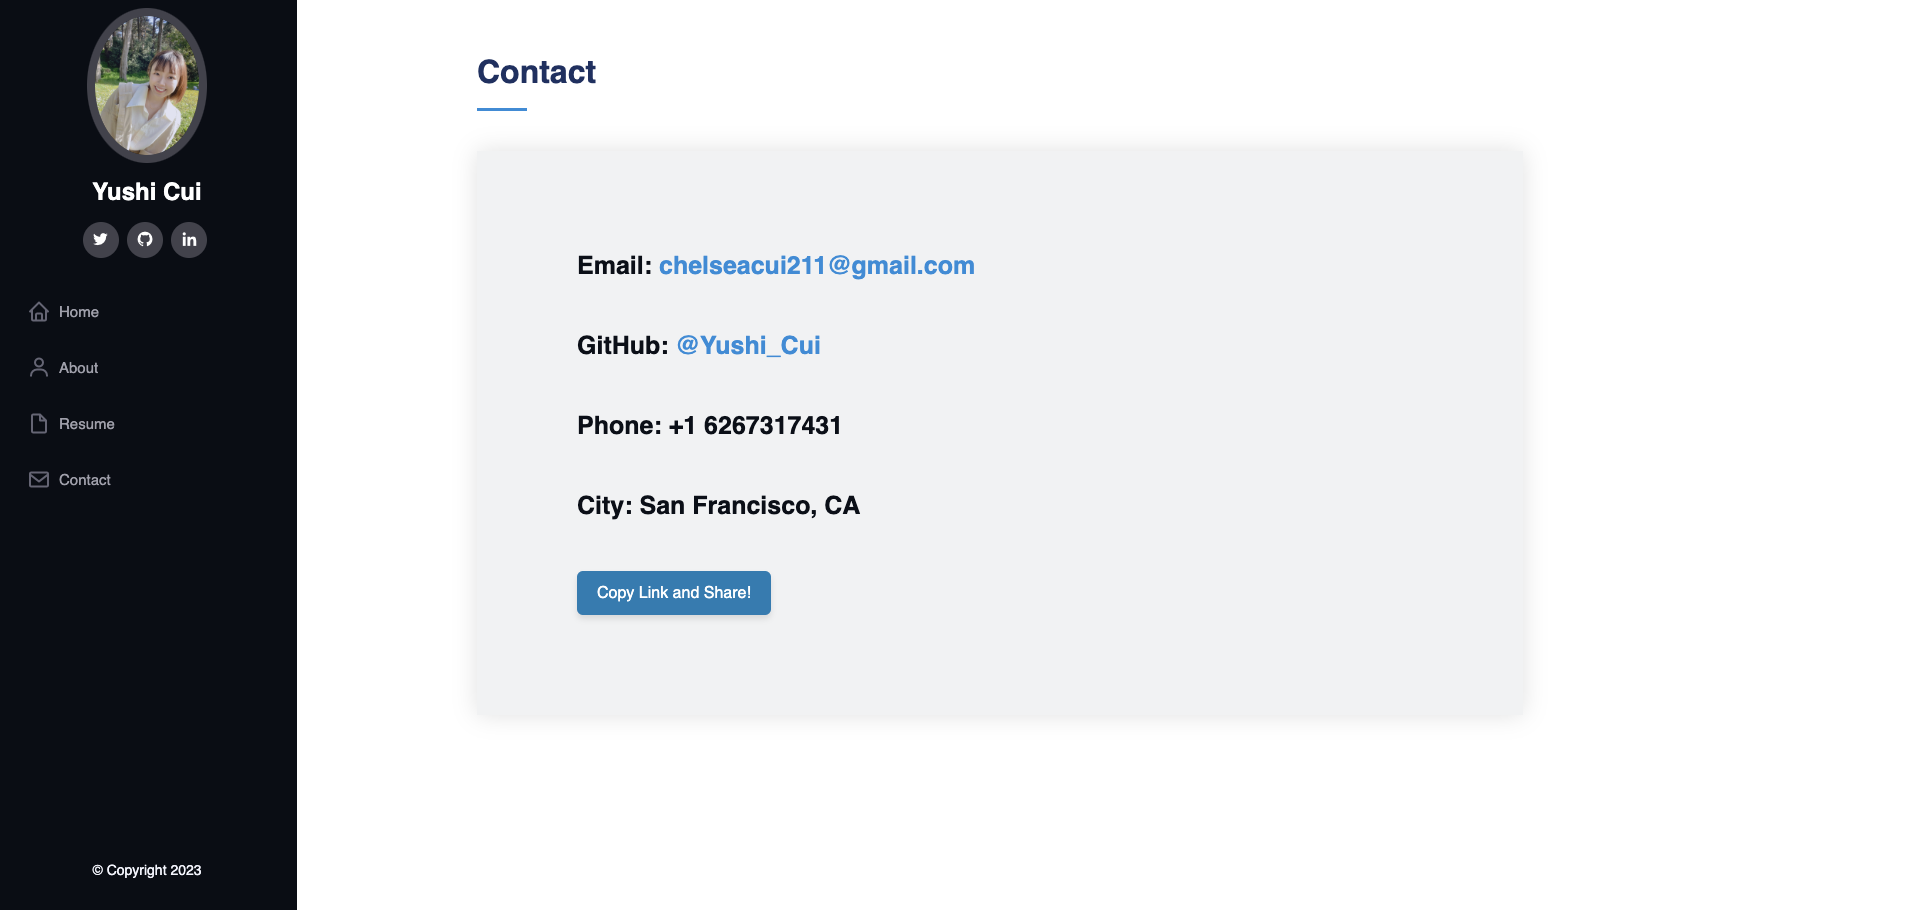 Yushi Cui
Home
About
Resume
Contact
© Copyright 2023
Contact
Email: chelseacui211@gmail.com
GitHub: @Yushi_Cui
Phone: +1 6267317431
City: San Francisco, CA
Copy Link and Share!